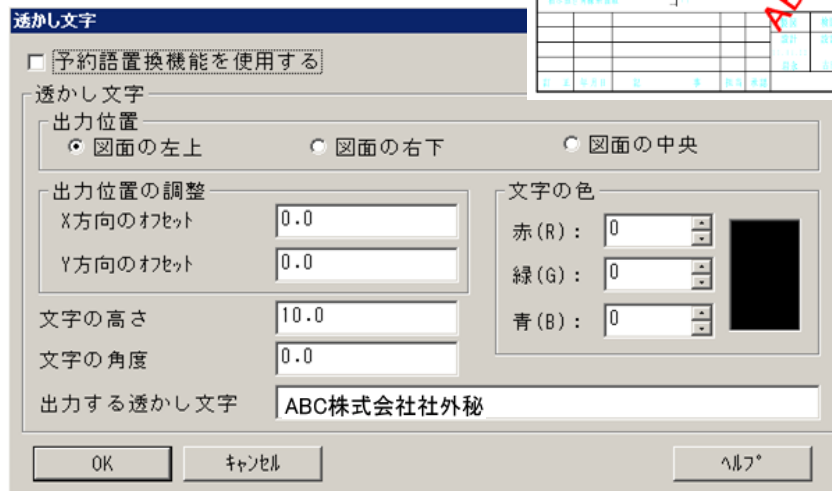 透かし文字
予約語置換機能を使用する
透かし文字
出力位置
図面の左上
図面の右下
図面の中央
出力位置の調整
X方向のｵﾌｾｯﾄ
0.0
Y方向のｵﾌｾｯﾄ
0.0
文字の色
赤(R)：
0
緑(G)：
0
青(B)：
0
文字の高さ
10.0
文字の角度
0.0
出力する透かし文字
ABC株式会社社外秘
OK
ｷｬﾝｾﾙ
ﾍﾙﾌﾟ